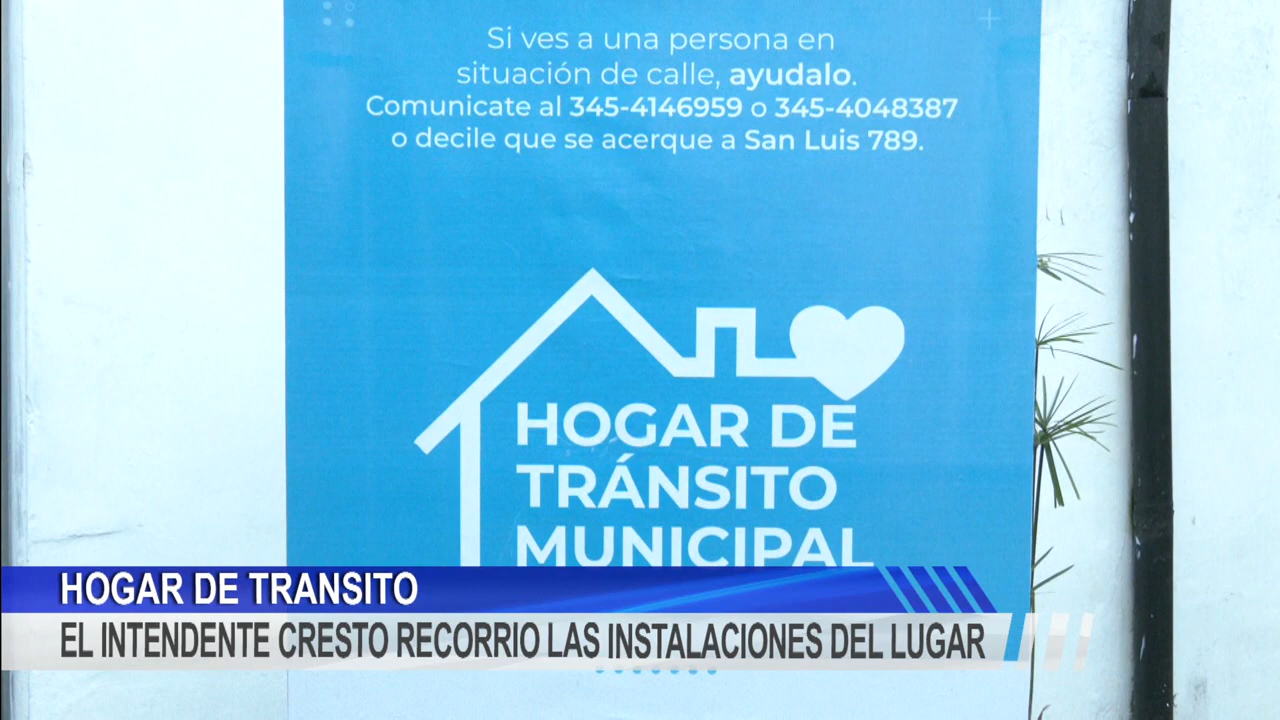 Si ves a una persona en
situación de calle, ayudalo.
Comunicate al 345-4146959 o 345-4048387
o decile que se acerque a San Luis 789.
HOGAR DE
TRÁNSITO
MUNICIPAL
HOGAR DE TRANSITO
EL INTENDENTE CRESTO RECORRIO LAS INSTALACIONES DEL LUGAR